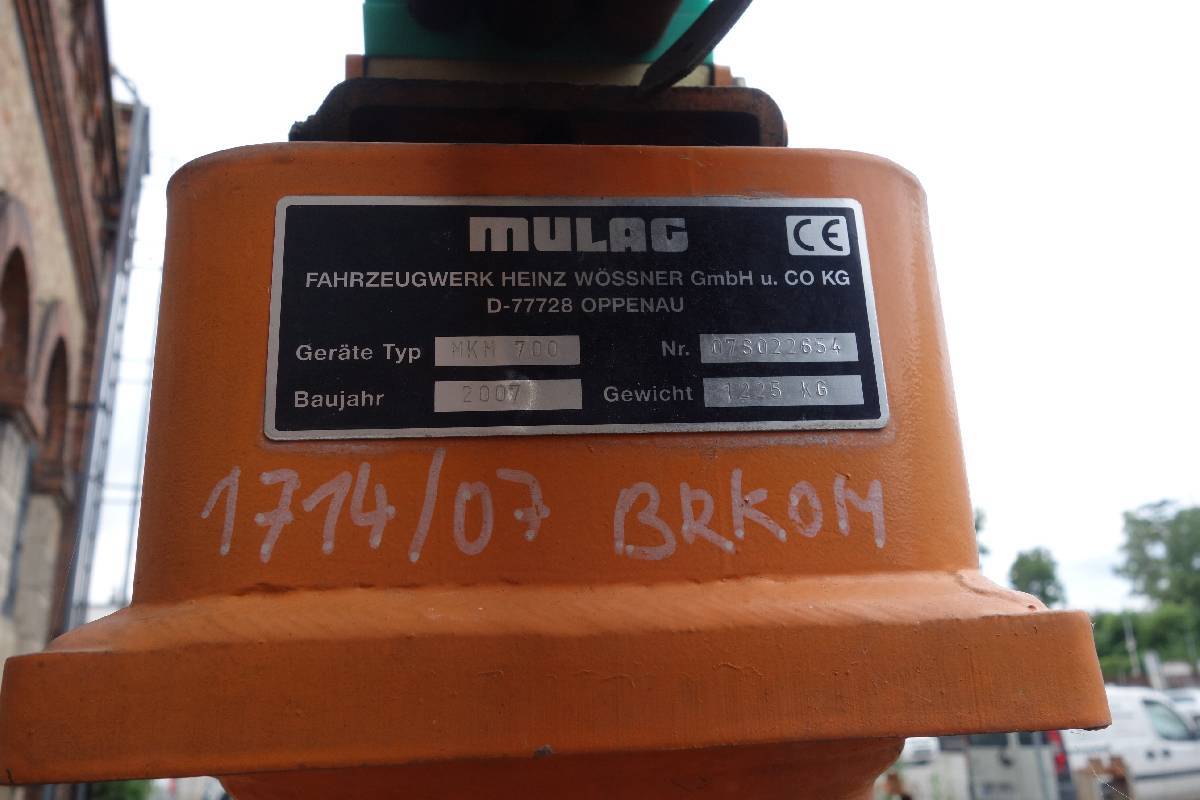 MULAG CE
FAHRZEUGWERK HEINZ WÖSSNER GmbH u. CO KG
D-77728 OPPENAU
Geräte Typ MKM 700 Nr. 07S022654
Baujahr 2007 Gewicht 1225 KG
1714/07 BRKOM